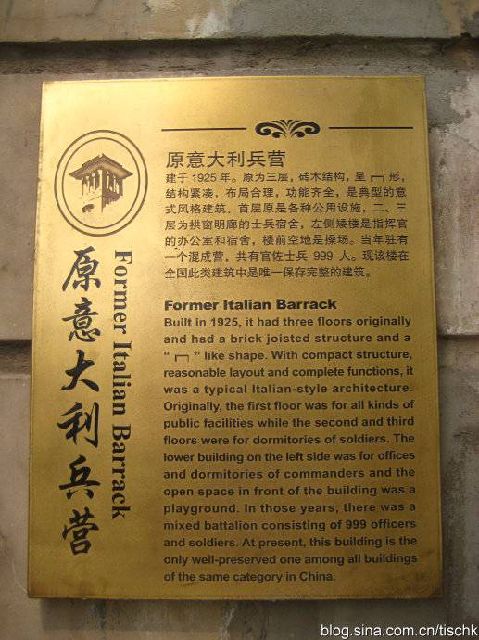 原意大利兵营
Former Italian Barrack
原意大利兵营
建于1925年。原为三层，砖木结构，呈 冂 形，
结构紧凑，布局合理，功能齐全，是典型的意
式风格建筑。首层原是各种公用设施，二、三
层为拱窗明廊的士兵宿舍，左侧矮楼是指挥官
的办公室和宿舍，楼前空地是操场。当年驻有
一个混成营，共有官佐士兵 999 人。现该楼在
全国此类建筑中是唯一保存完整的建筑。
Former Italian Barrack
Built in 1925, it had three floors originally
and had a brick joisted structure and a
“ 冂 ” like shape. With compact structure,
reasonable layout and complete functions, it
was a typical Italian-style architecture.
Originally, the first floor was for all kinds of
public facilities while the second and third
floors were for dormitories of soldiers. The
lower building on the left side was for offices
and dormitories of commanders and the
open space in front of the building was a
playground. In those years, there was a
mixed battalion consisting of 999 officers
and soldiers. At present, this building is the
only well-preserved one among all buildings
of the same category in China.
blog.sina.com.cn/tischk